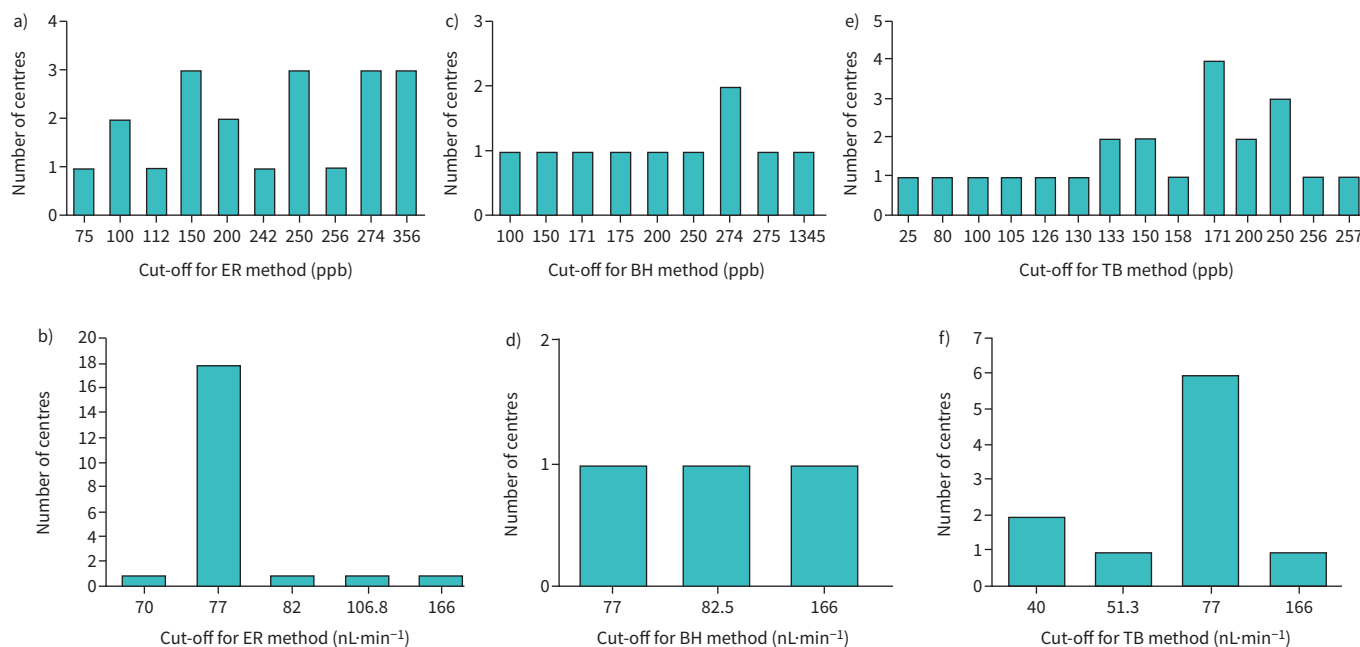 a)
Number of centres
4
3
2
1
0
75 100 112 150 200 242 250 256 274 356
Cut-off for ER method (ppb)
c)
Number of centres
3
2
1
0
100 150 171 175 200 250 274 275 1345
Cut-off for BH method (ppb)
e)
Number of centres
5
4
3
2
1
0
25 80 100 105 126 130 133 150 158 171 200 250 256 257
Cut-off for TB method (ppb)
b)
Number of centres
20
18
16
14
12
10
8
6
4
2
0
70 77 82 106.8 166
Cut-off for ER method (nL·min⁻¹)
d)
Number of centres
2
1
0
77 82.5 166
Cut-off for BH method (nL·min⁻¹)
f)
Number of centres
7
6
5
4
3
2
1
0
40 51.3 77 166
Cut-off for TB method (nL·min⁻¹)